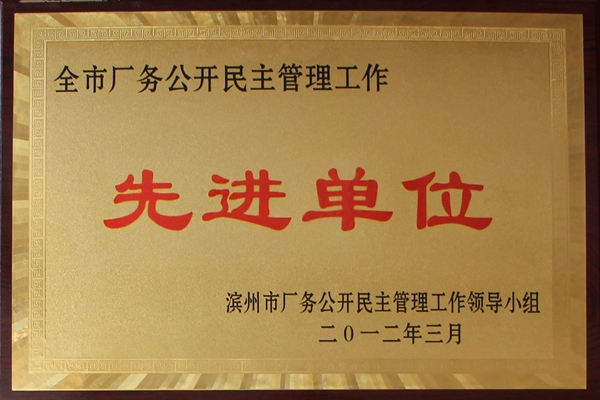 全市厂务公开民主管理工作
先进单位
滨州市厂务公开民主管理工作领导小组
二〇一二年三月